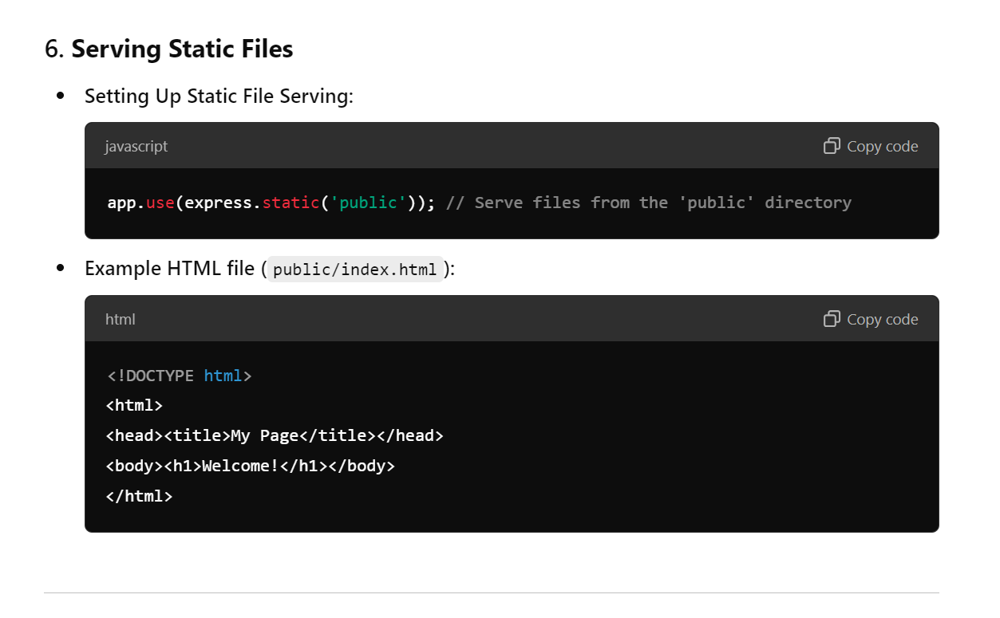 6. Serving Static Files
• Setting Up Static File Serving:
javascript Copy code
app.use(express.static('public')); // Serve files from the 'public' directory
• Example HTML file (public/index.html):
html Copy code
<!DOCTYPE html>
<html>
<head><title>My Page</title></head>
<body><h1>Welcome!</h1></body>
</html>